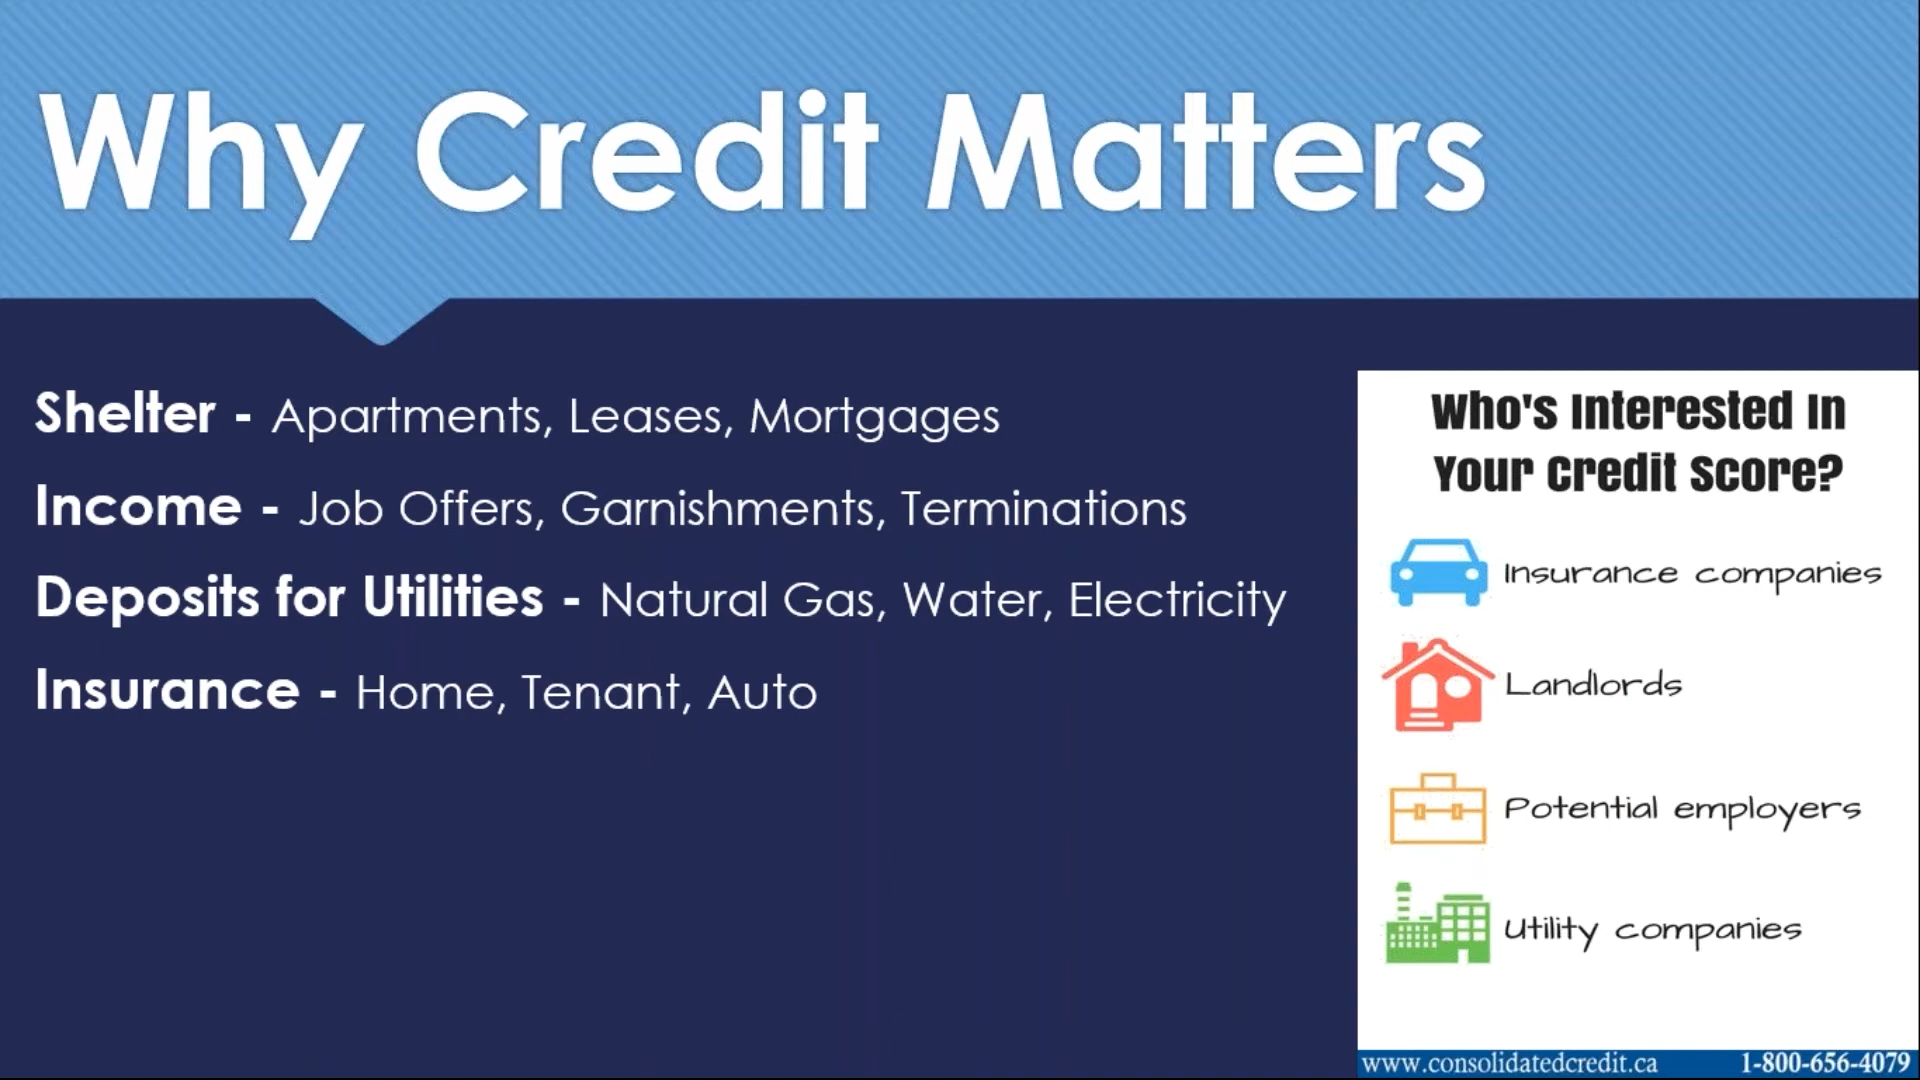 Why Credit Matters
Shelter - Apartments, Leases, Mortgages
Income - Job Offers, Garnishments, Terminations
Deposits for Utilities - Natural Gas, Water, Electricity
Insurance - Home, Tenant, Auto
Who's Interested In
Your Credit Score?
Insurance companies
Landlords
Potential employers
Utility companies
www.consolidatedcredit.ca 1-800-656-4079